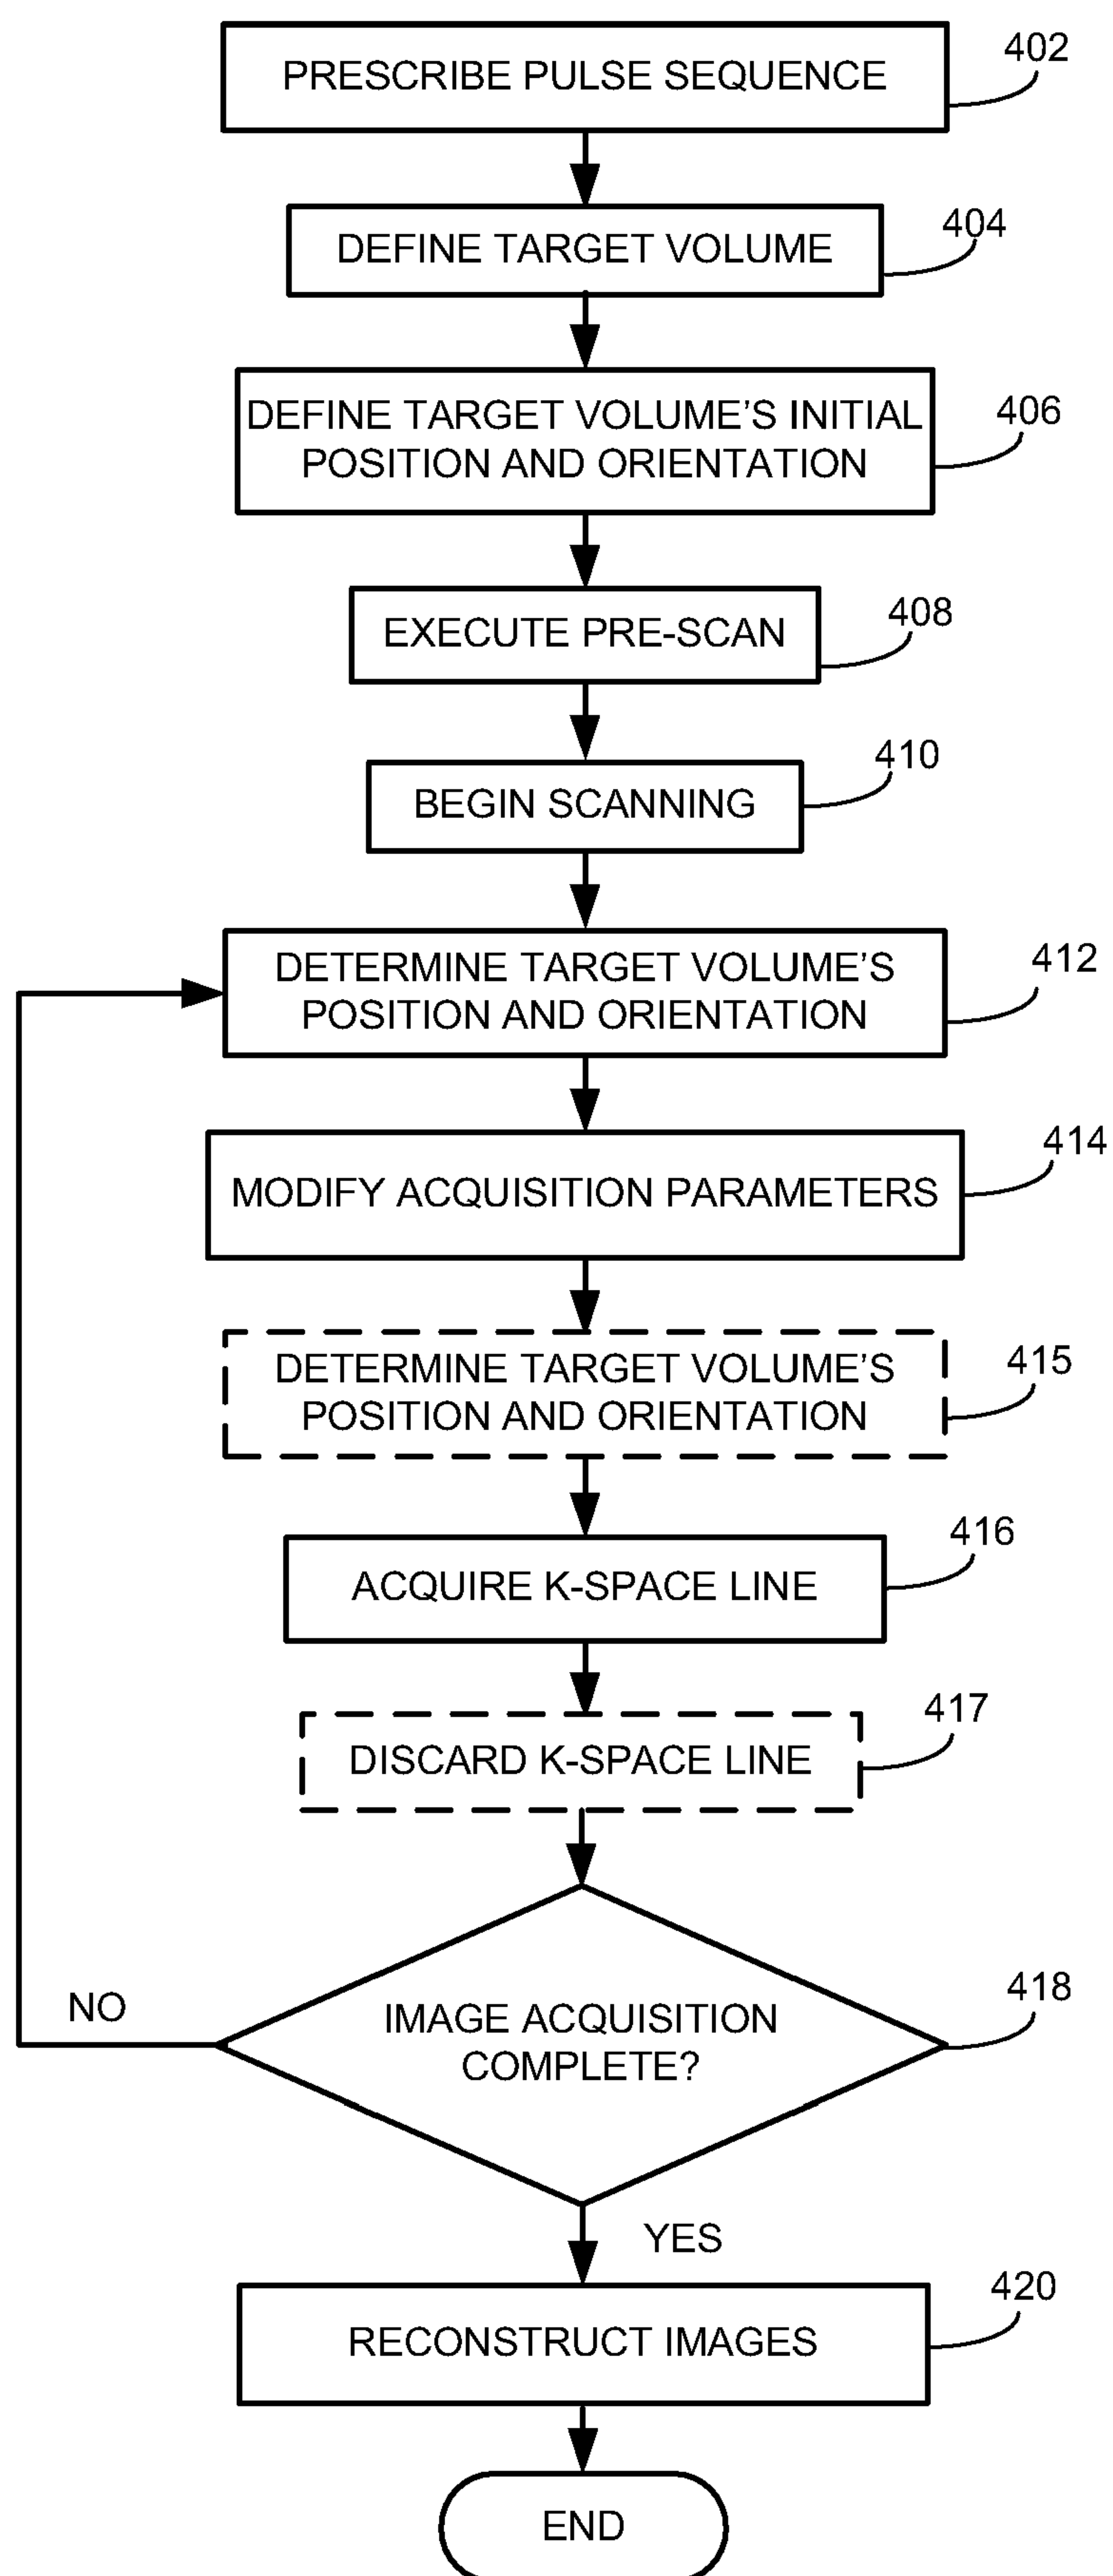 PRESCRIBE PULSE SEQUENCE
402
DEFINE TARGET VOLUME
404
DEFINE TARGET VOLUME'S INITIAL
POSITION AND ORIENTATION
406
EXECUTE PRE-SCAN
408
BEGIN SCANNING
410
DETERMINE TARGET VOLUME'S
POSITION AND ORIENTATION
412
MODIFY ACQUISITION PARAMETERS
414
DETERMINE TARGET VOLUME'S
POSITION AND ORIENTATION
415
ACQUIRE K-SPACE LINE
416
DISCARD K-SPACE LINE
417
IMAGE ACQUISITION
COMPLETE?
418
NO
YES
RECONSTRUCT IMAGES
420
END